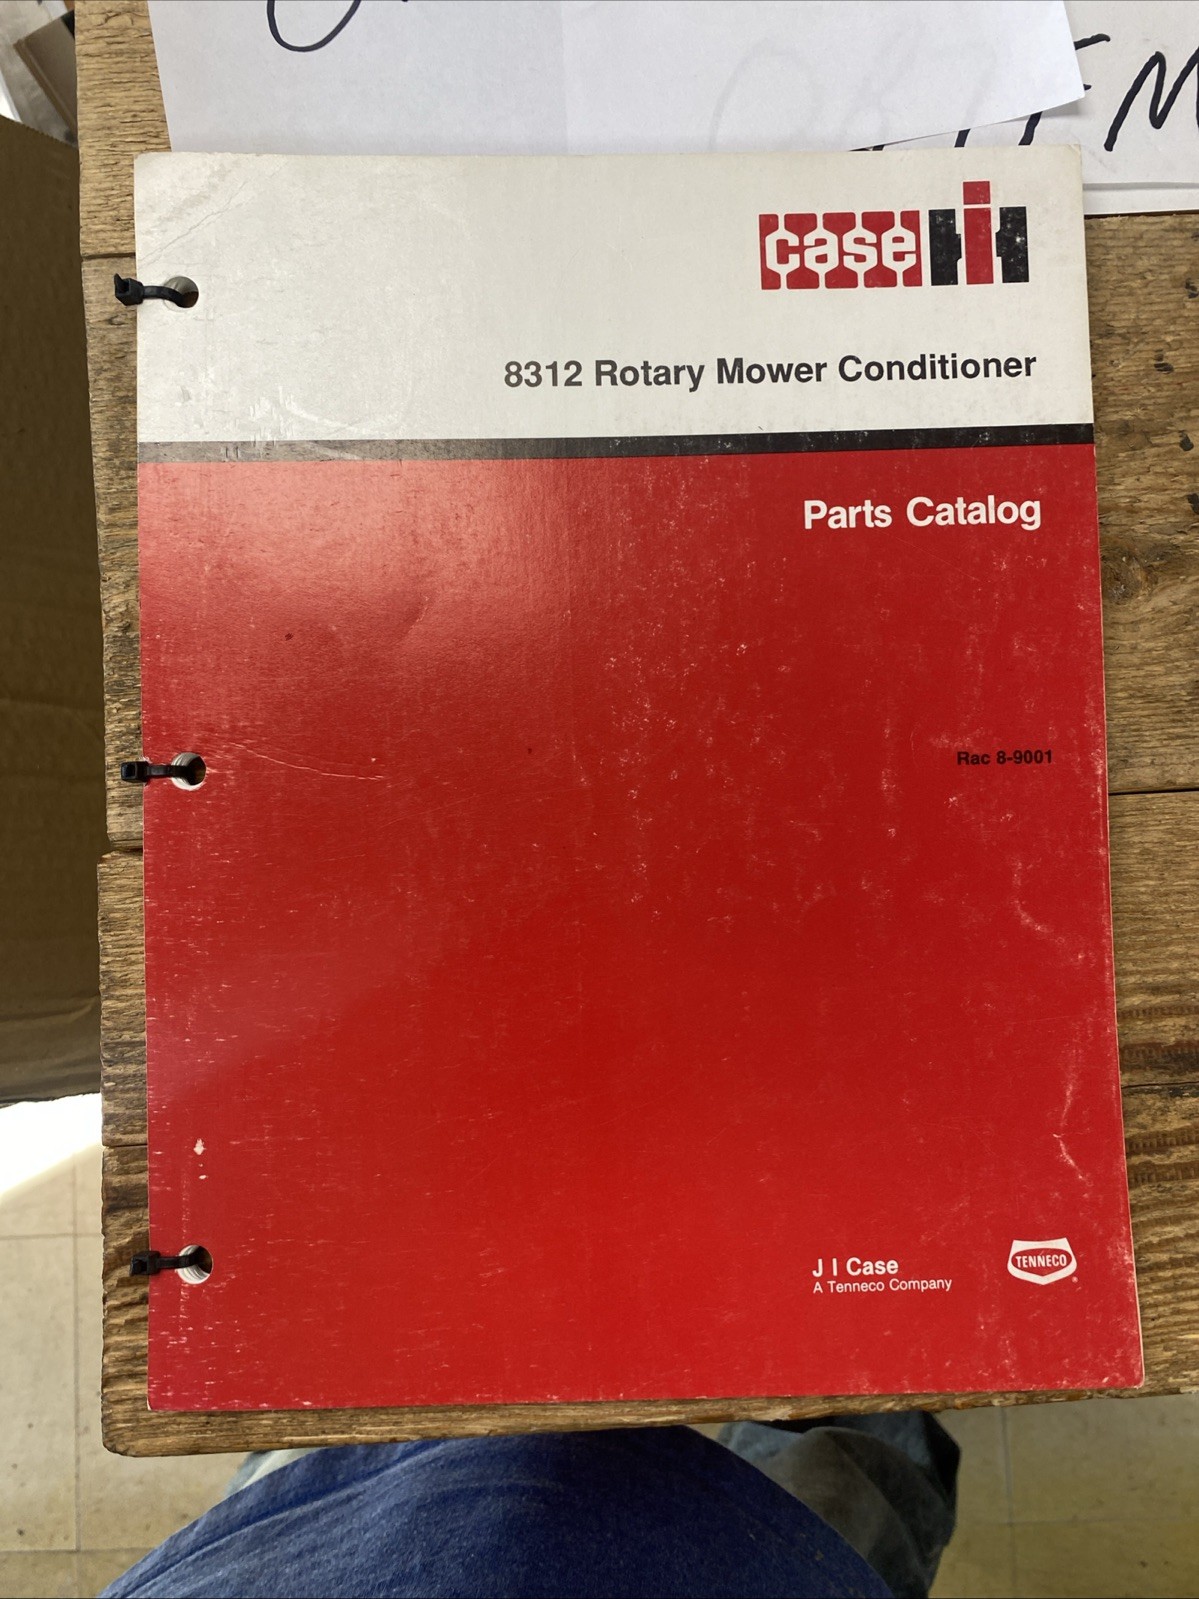 case IH
8312 Rotary Mower Conditioner
Parts Catalog
Rac 8-9001
J I Case
A Tenneco Company
TENNECO